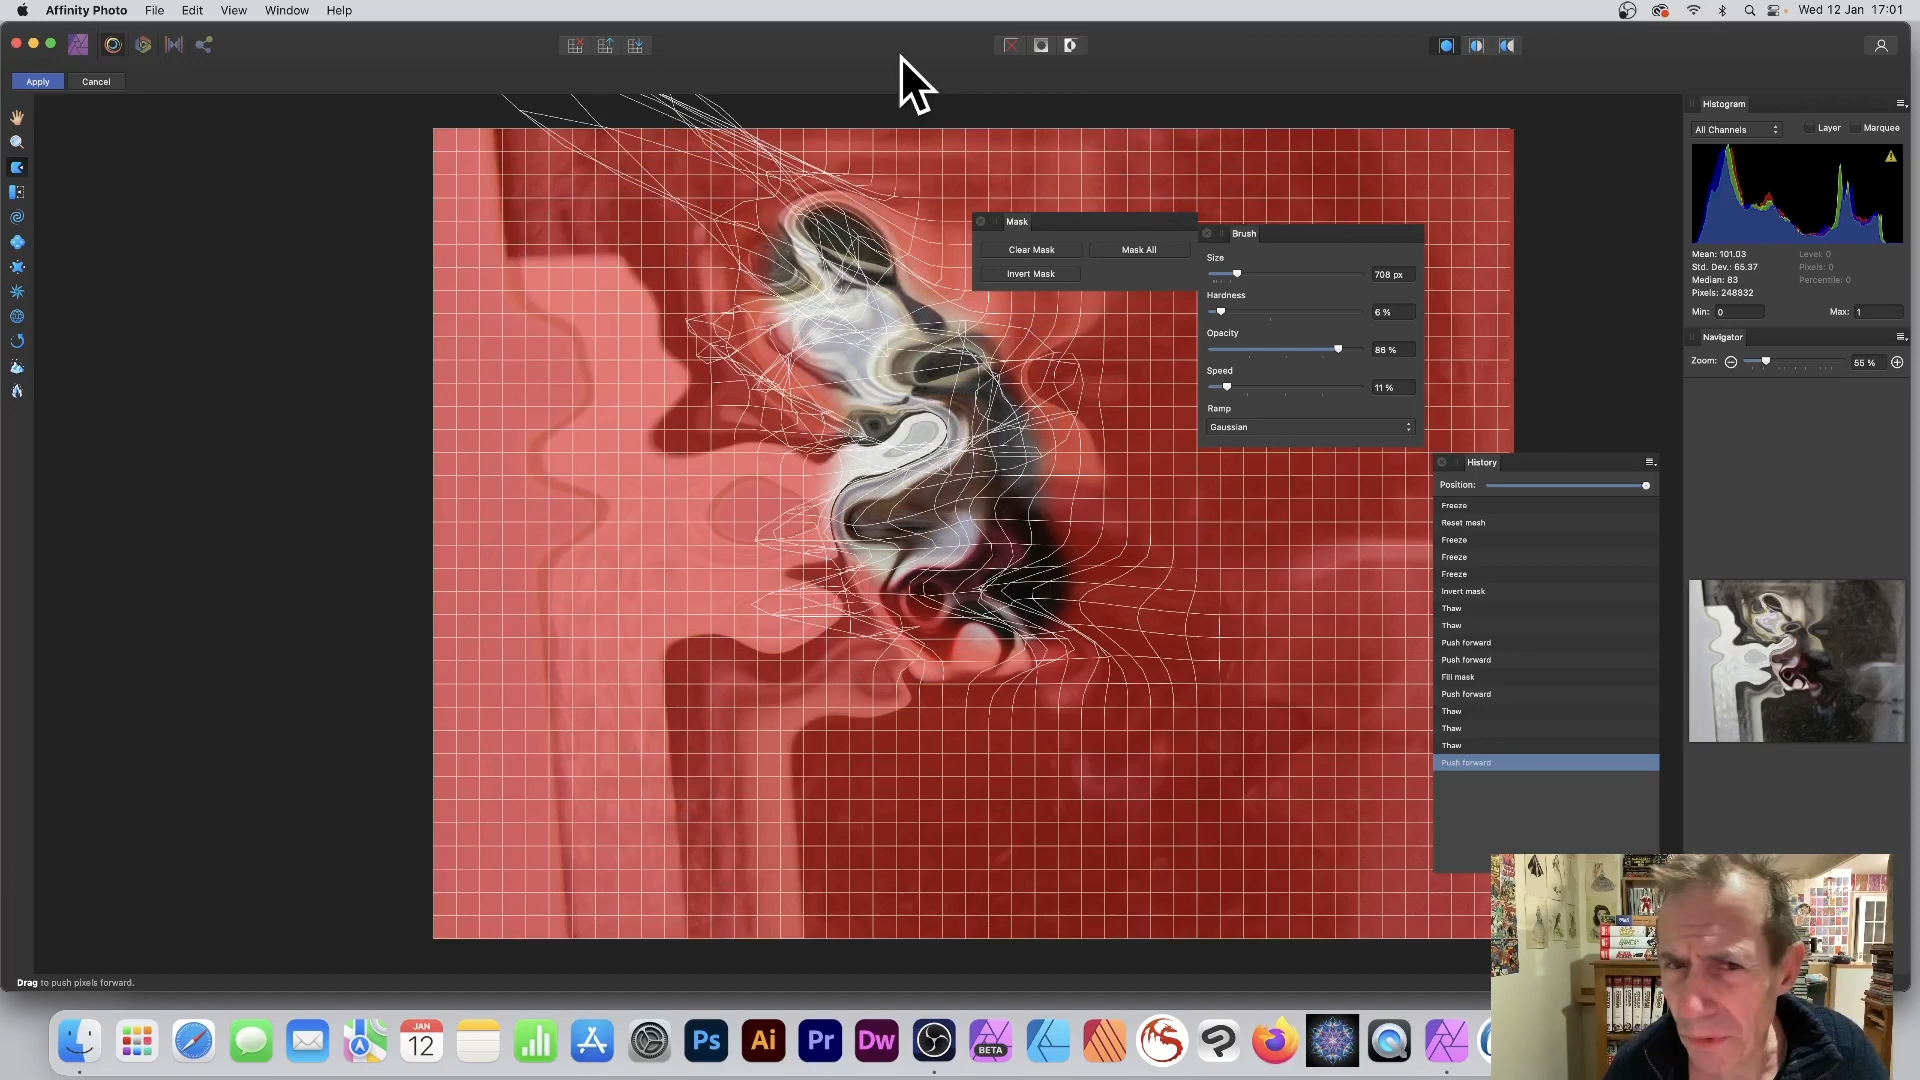 Affinity Photo File Edit View Window Help
Wed 12 Jan 17:01
Apply Cancel
Histogram
All Channels Layer Marquee
Mean: 101.03 Level: 0
Std. Dev.: 65.37 Pixels: 0
Median: 83 Percentile: 0
Pixels: 248832
Min: 0 Max: 1
Navigator
Zoom: 55 %
Mask
Clear Mask Mask All
Invert Mask
Brush
Size
708 px
Hardness
6 %
Opacity
86 %
Speed
11 %
Ramp
Gaussian
History
Position:
Freeze
Reset mesh
Freeze
Freeze
Freeze
Invert mask
Thaw
Thaw
Push forward
Push forward
Fill mask
Push forward
Thaw
Thaw
Thaw
Push forward
Drag to push pixels forward.
JAN
12
Ps
Ai
Pr
Dw
BETA